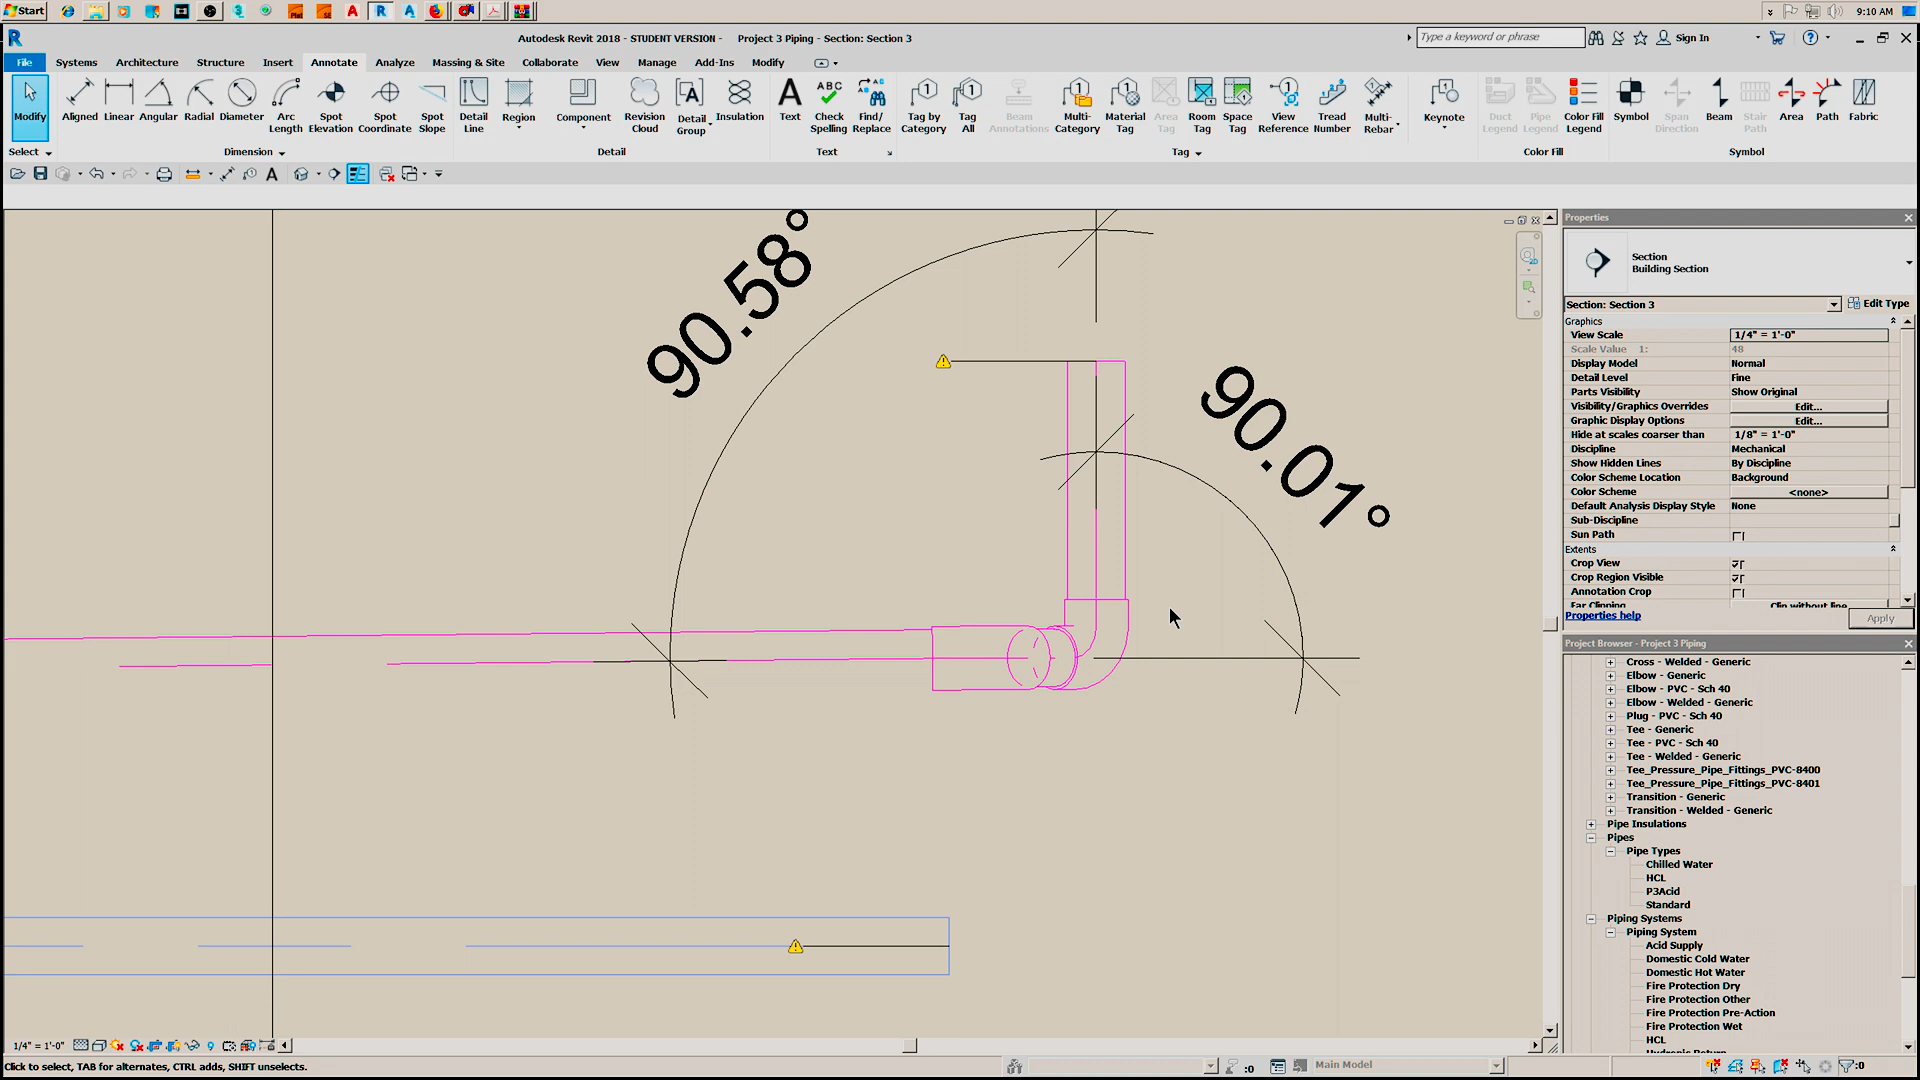 Start
9:10 AM
Autodesk Revit 2018 - STUDENT VERSION - Project 3 Piping - Section: Section 3
Type a keyword or phrase
Sign In
File Systems Architecture Structure Insert Annotate Analyze Massing & Site Collaborate View Manage Add-Ins Modify
Modify
Aligned
Linear
Angular
Radial
Diameter
Arc Length
Spot Elevation
Spot Coordinate
Spot Slope
Detail Line
Region
Component
Revision Cloud
Detail Group
Insulation
Text
Check Spelling
Find/ Replace
Tag by Category
Tag All
Beam Annotations
Multi- Category
Material Tag
Area Tag
Room Tag
Space Tag
View Reference
Tread Number
Multi- Rebar
Keynote
Duct Legend
Pipe Legend
Color Fill Legend
Symbol
Span Direction
Beam
Stair Path
Area
Path
Fabric
Select
Dimension
Detail
Text
Tag
Color Fill
Symbol
90.58°
90.01°
Properties
Section
Building Section
Section: Section 3
Edit Type
Graphics
View Scale 1/4" = 1'-0"
Scale Value 1: 48
Display Model Normal
Detail Level Fine
Parts Visibility Show Original
Visibility/Graphics Overrides Edit...
Graphic Display Options Edit...
Hide at scales coarser than 1/8" = 1'-0"
Discipline Mechanical
Show Hidden Lines By Discipline
Color Scheme Location Background
Color Scheme <none>
Default Analysis Display Style None
Sub-Discipline
Sun Path
Extents
Crop View
Crop Region Visible
Annotation Crop
Far Clipping Clip without line
Properties help
Apply
Project Browser - Project 3 Piping
Cross - Welded - Generic
Elbow - Generic
Elbow - PVC - Sch 40
Elbow - Welded - Generic
Plug - PVC - Sch 40
Tee - Generic
Tee - PVC - Sch 40
Tee - Welded - Generic
Tee_Pressure_Pipe_Fittings_PVC-8400
Tee_Pressure_Pipe_Fittings_PVC-8401
Transition - Generic
Transition - Welded - Generic
Pipe Insulations
Pipes
Pipe Types
Chilled Water
HCL
P3Acid
Standard
Piping Systems
Piping System
Acid Supply
Domestic Cold Water
Domestic Hot Water
Fire Protection Dry
Fire Protection Other
Fire Protection Pre-Action
Fire Protection Wet
HCL
Hydronic Return
1/4" = 1'-0"
Click to select, TAB for alternates, CTRL adds, SHIFT unselects.
:0
Main Model
:0